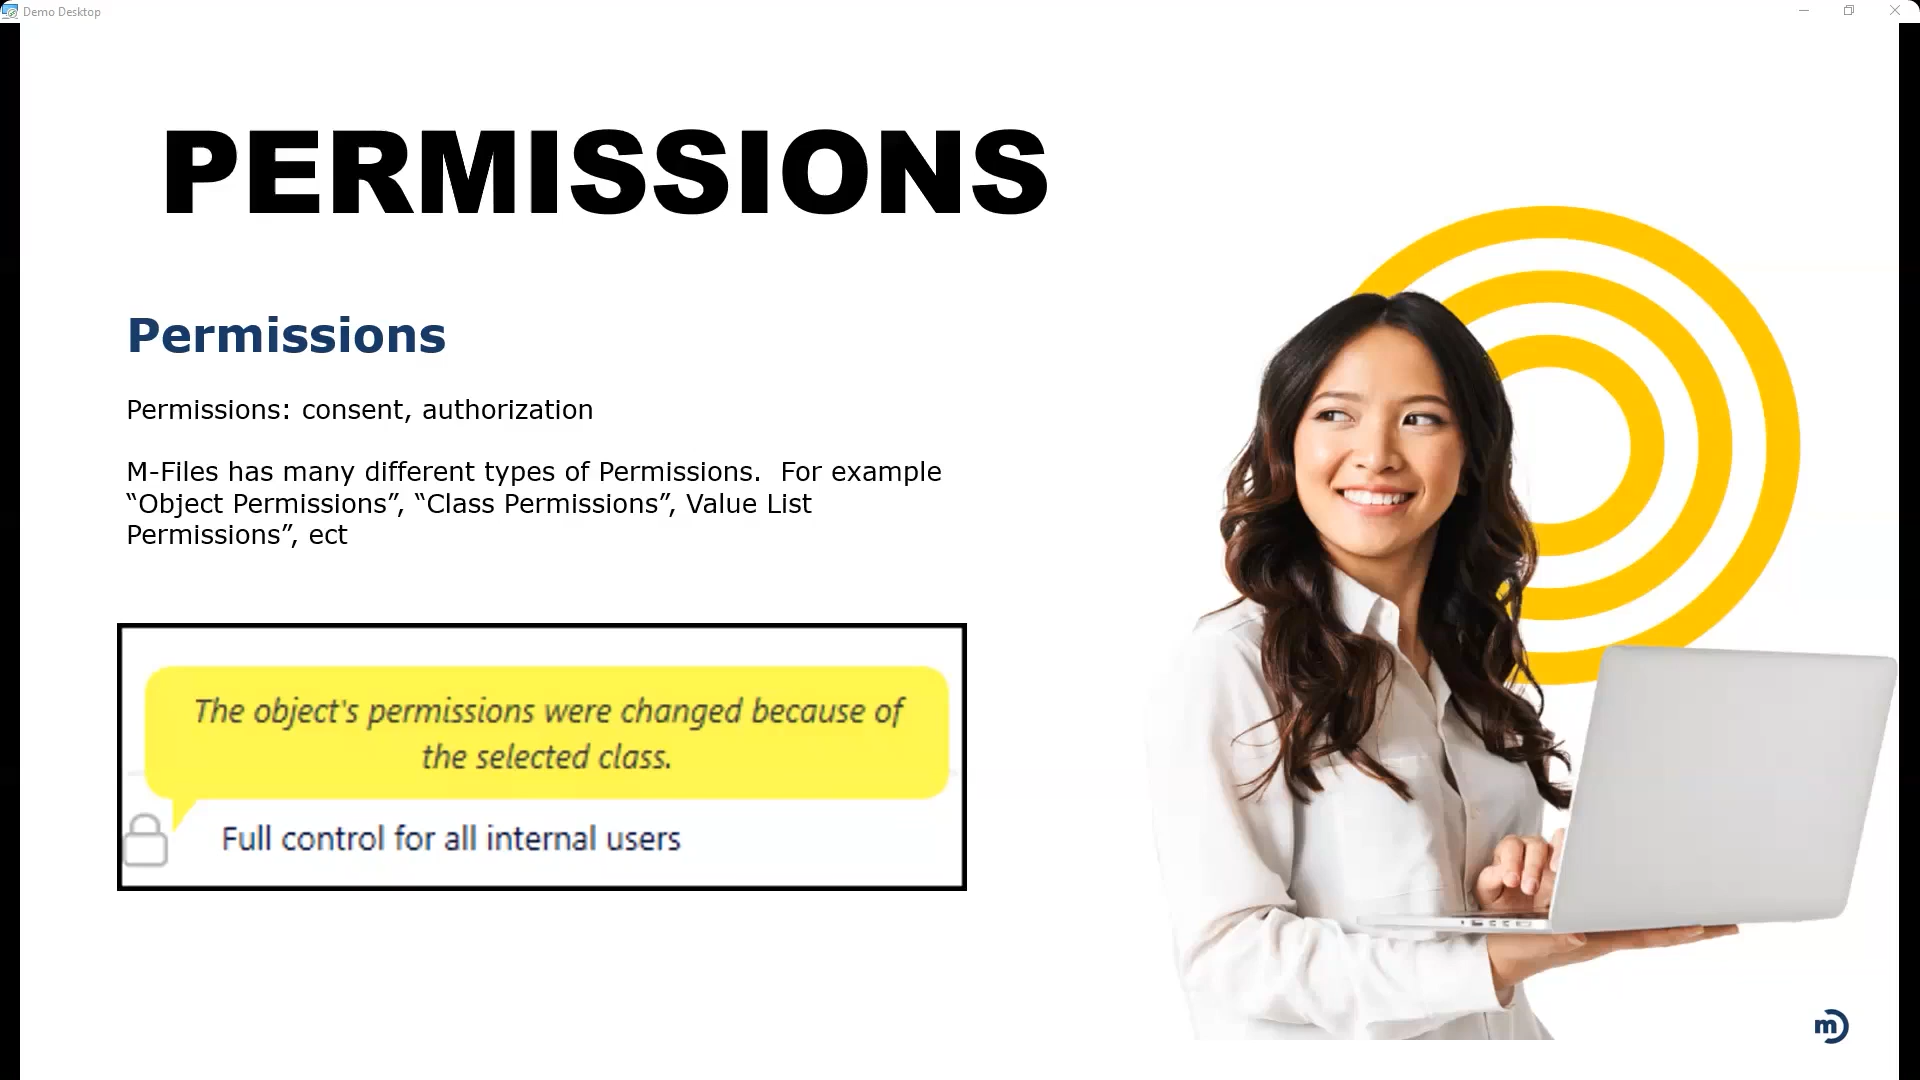 Demo Desktop
PERMISSIONS
Permissions
Permissions: consent, authorization
M-Files has many different types of Permissions.  For example
“Object Permissions”, “Class Permissions”, Value List
Permissions”, ect
The object's permissions were changed because of
the selected class.
Full control for all internal users
m